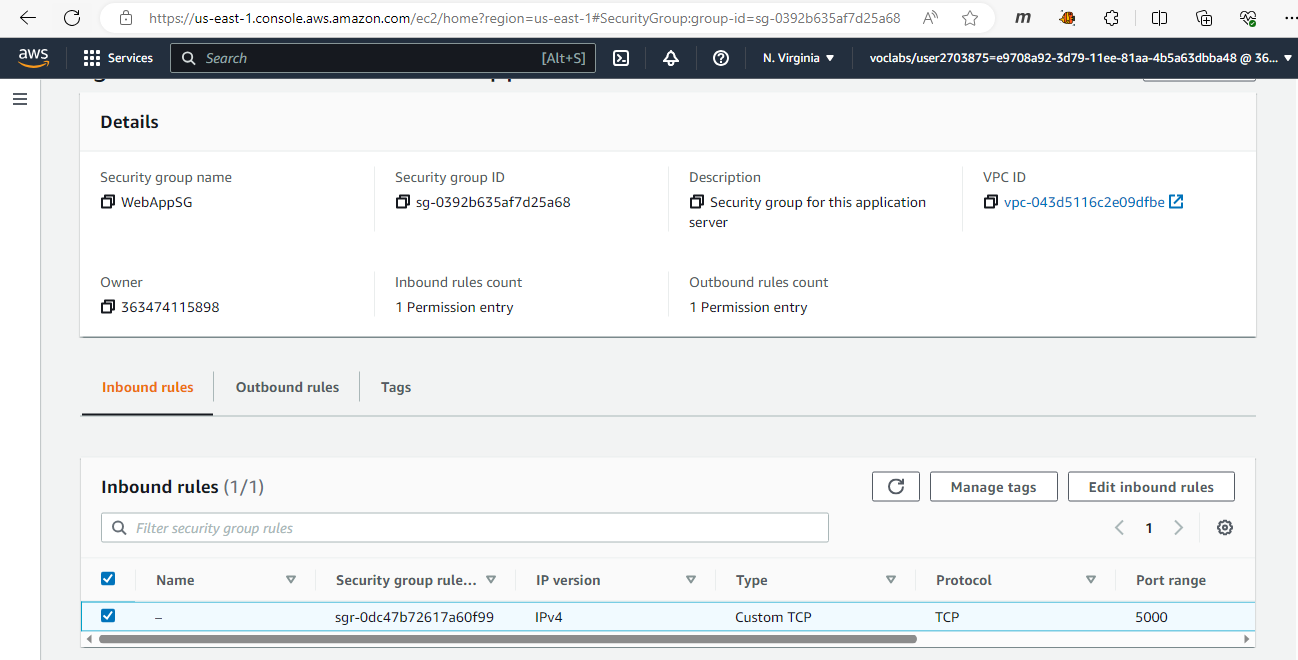 https://us-east-1.console.aws.amazon.com/ec2/home?region=us-east-1#SecurityGroup:group-id=sg-0392b635af7d25a68
aws Services Search [Alt+S] N. Virginia voclabs/user2703875=e9708a92-3d79-11ee-81aa-4b5a63dbba48 @ 36...
Details
Security group name Security group ID Description VPC ID
WebAppSG sg-0392b635af7d25a68 Security group for this application vpc-043d5116c2e09dfbe
server
Owner Inbound rules count Outbound rules count
363474115898 1 Permission entry 1 Permission entry
Inbound rules Outbound rules Tags
Inbound rules (1/1) Manage tags Edit inbound rules
Filter security group rules 1
Name Security group rule... IP version Type Protocol Port range
– sgr-0dc47b72617a60f99 IPv4 Custom TCP TCP 5000